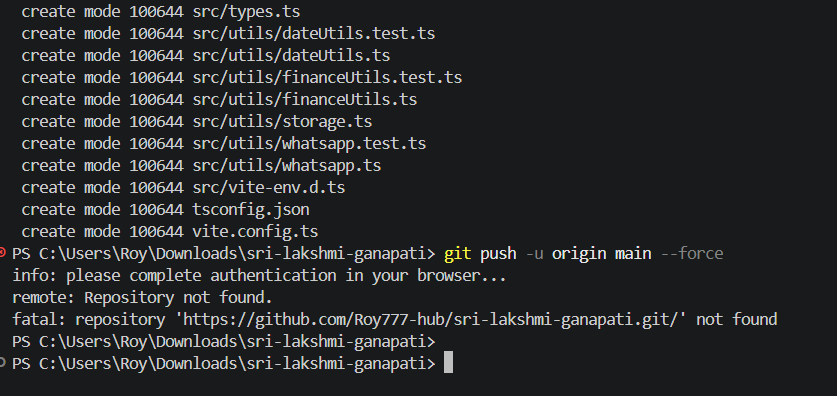 create mode 100644 src/types.ts
create mode 100644 src/utils/dateUtils.test.ts
create mode 100644 src/utils/dateUtils.ts
create mode 100644 src/utils/financeUtils.test.ts
create mode 100644 src/utils/financeUtils.ts
create mode 100644 src/utils/storage.ts
create mode 100644 src/utils/whatsapp.test.ts
create mode 100644 src/utils/whatsapp.ts
create mode 100644 src/vite-env.d.ts
create mode 100644 tsconfig.json
create mode 100644 vite.config.ts
PS C:\Users\Roy\Downloads\sri-lakshmi-ganapati> git push -u origin main --force
info: please complete authentication in your browser...
remote: Repository not found.
fatal: repository 'https://github.com/Roy777-hub/sri-lakshmi-ganapati.git/' not found
PS C:\Users\Roy\Downloads\sri-lakshmi-ganapati>
PS C:\Users\Roy\Downloads\sri-lakshmi-ganapati>